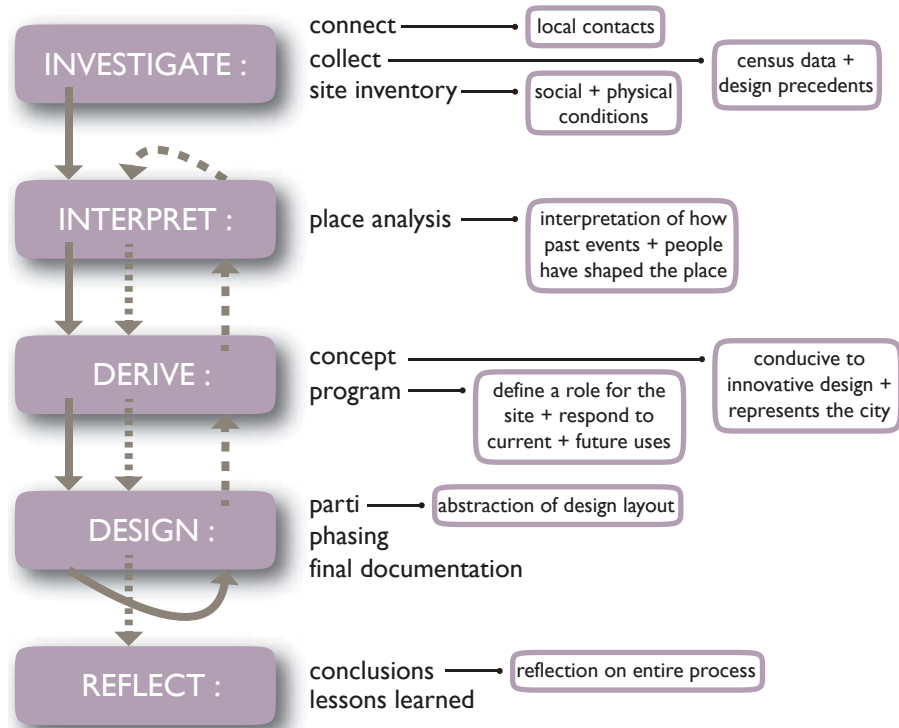 INVESTIGATE :
connect
local contacts
collect
census data +
design precedents
site inventory
social + physical
conditions
INTERPRET :
place analysis
interpretation of how
past events + people
have shaped the place
DERIVE :
concept
conducive to
innovative design +
represents the city
program
define a role for the
site + respond to
current + future uses
DESIGN :
parti
abstraction of design layout
phasing
final documentation
REFLECT :
conclusions
reflection on entire process
lessons learned